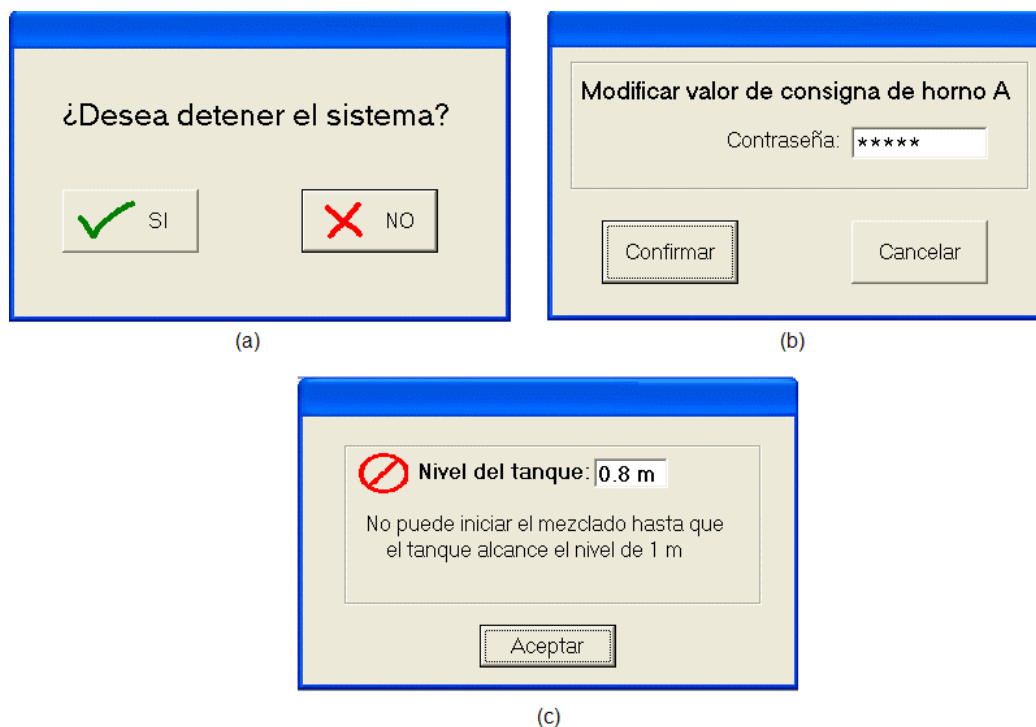 ¿Desea detener el sistema?
SI
NO
(a)
Modificar valor de consigna de horno A
Contraseña: *****
Confirmar
Cancelar
(b)
Nivel del tanque: 0.8 m
No puede iniciar el mezclado hasta que
el tanque alcance el nivel de 1 m
Aceptar
(c)